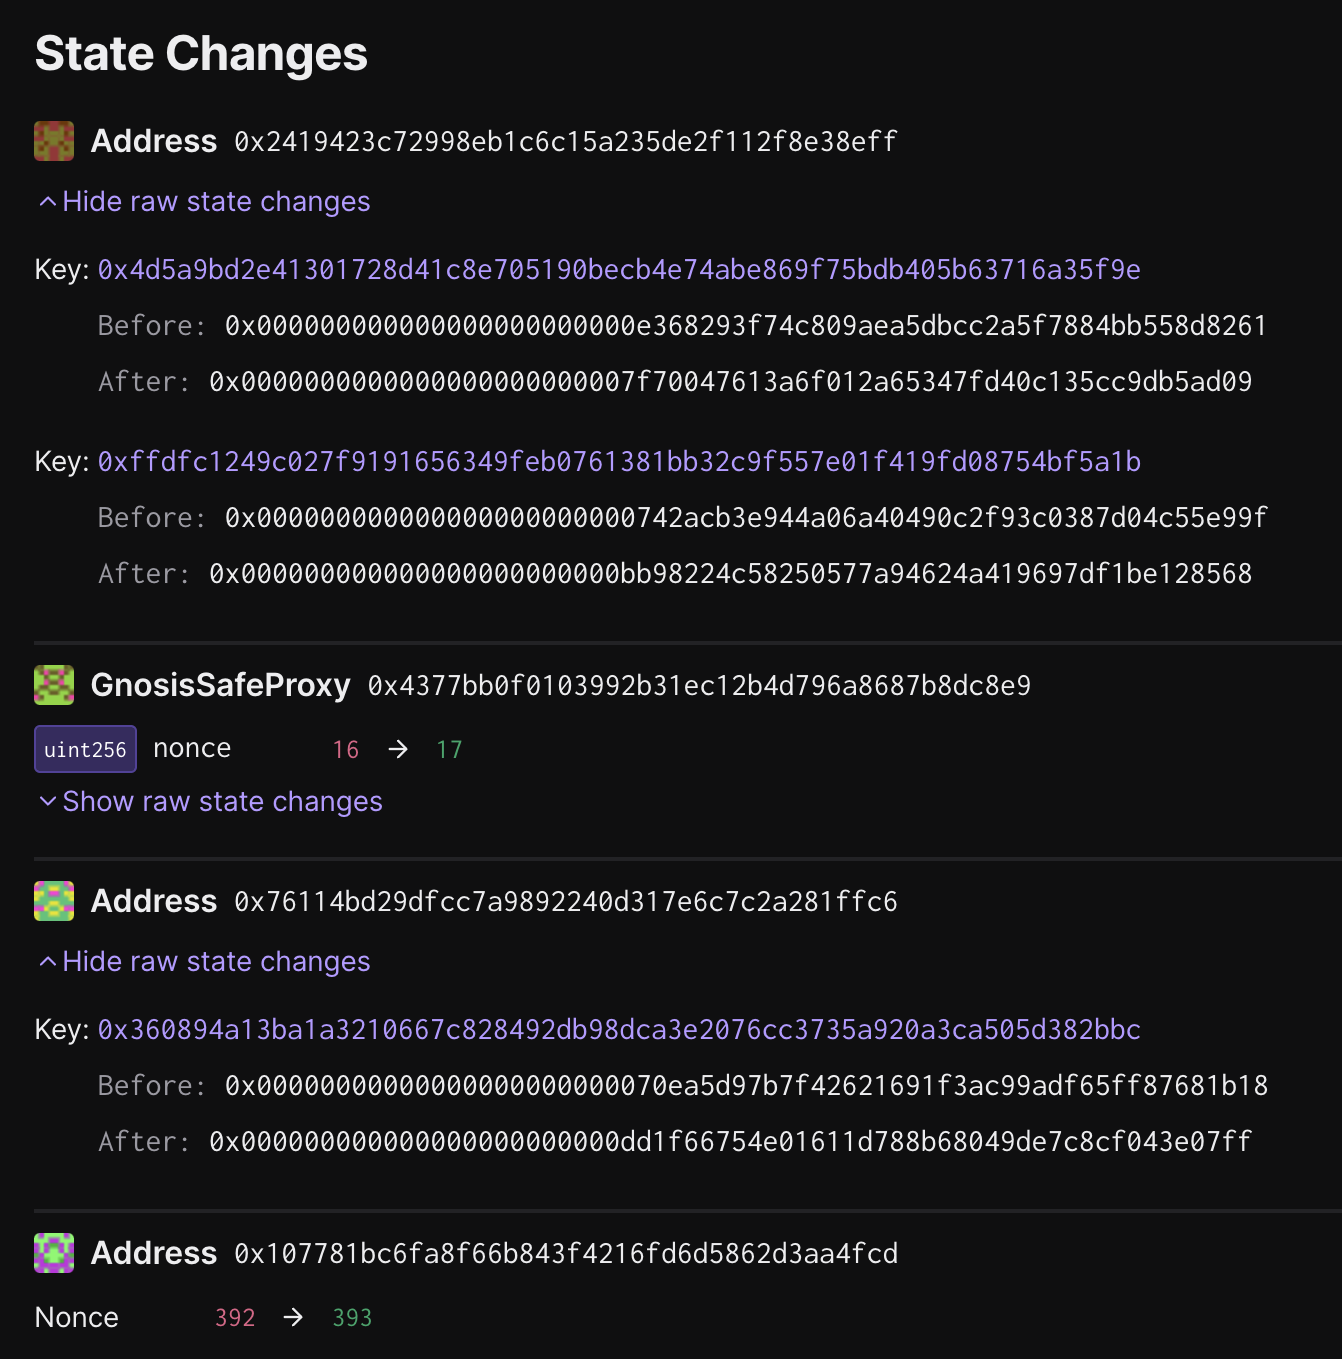 State Changes
Address 0x2419423c72998eb1c6c15a235de2f112f8e38eff
Hide raw state changes
Key: 0x4d5a9bd2e41301728d41c8e705190becb4e74abe869f75bdb405b63716a35f9e
Before: 0x000000000000000000000000e368293f74c809aea5dbcc2a5f7884bb558d8261
After: 0x0000000000000000000000007f70047613a6f012a65347fd40c135cc9db5ad09
Key: 0xffdfc1249c027f9191656349feb0761381bb32c9f557e01f419fd08754bf5a1b
Before: 0x000000000000000000000000742acb3e944a06a40490c2f93c0387d04c55e99f
After: 0x000000000000000000000000bb98224c58250577a94624a419697df1be128568
GnosisSafeProxy 0x4377bb0f0103992b31ec12b4d796a8687b8dc8e9
uint256 nonce 16 → 17
Show raw state changes
Address 0x76114bd29dfcc7a9892240d317e6c7c2a281ffc6
Hide raw state changes
Key: 0x360894a13ba1a3210667c828492db98dca3e2076cc3735a920a3ca505d382bbc
Before: 0x00000000000000000000000070ea5d97b7f42621691f3ac99adf65ff87681b18
After: 0x000000000000000000000000dd1f66754e01611d788b68049de7c8cf043e07ff
Address 0x107781bc6fa8f66b843f4216fd6d5862d3aa4fcd
Nonce 392 → 393